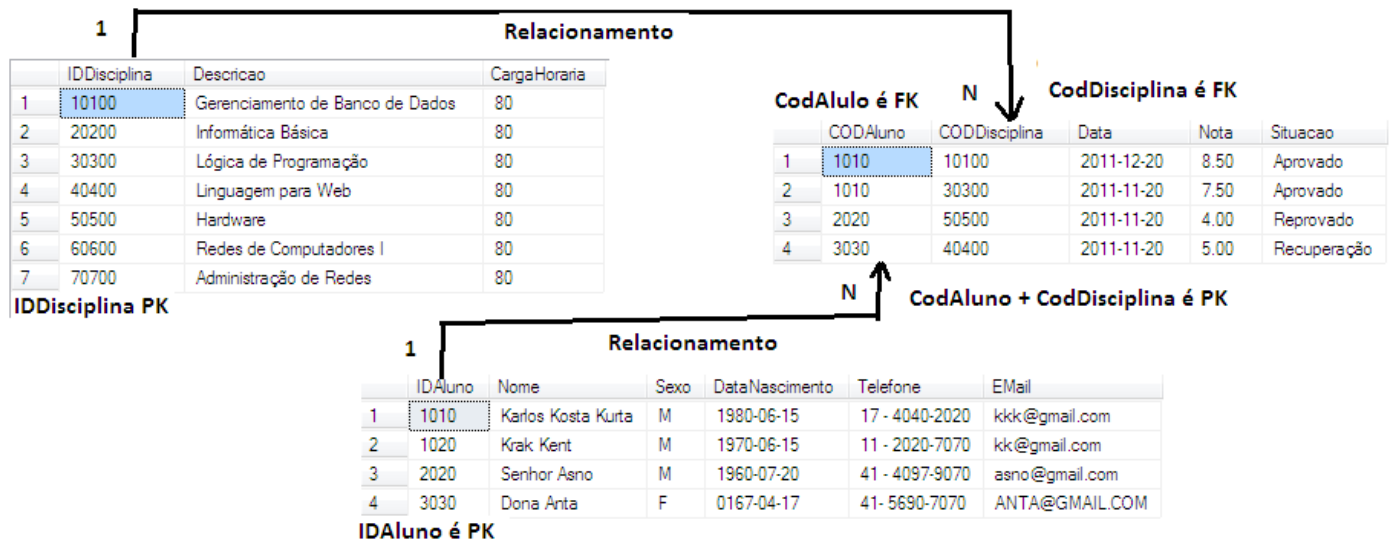 1
Relacionamento
IDDisciplina Descricao CargaHoraria
1 10100 Gerenciamento de Banco de Dados 80
2 20200 Informática Básica 80
3 30300 Lógica de Programação 80
4 40400 Linguagem para Web 80
5 50500 Hardware 80
6 60600 Redes de Computadores I 80
7 70700 Administração de Redes 80
IDDisciplina PK
CodAlulo é FK
N
CodDisciplina é FK
CODAluno CODDisciplina Data Nota Situacao
1 1010 10100 2011-12-20 8.50 Aprovado
2 1010 30300 2011-11-20 7.50 Aprovado
3 2020 50500 2011-11-20 4.00 Reprovado
4 3030 40400 2011-11-20 5.00 Recuperação
N
CodAluno + CodDisciplina é PK
1
Relacionamento
IDAluno Nome Sexo DataNascimento Telefone EMail
1 1010 Karlos Kosta Kurta M 1980-06-15 17 - 4040-2020 kkk@gmail.com
2 1020 Krak Kent M 1970-06-15 11 - 2020-7070 kk@gmail.com
3 2020 Senhor Asno M 1960-07-20 41 - 4097-9070 asno@gmail.com
4 3030 Dona Anta F 0167-04-17 41- 5690-7070 ANTA@GMAIL.COM
IDAluno é PK